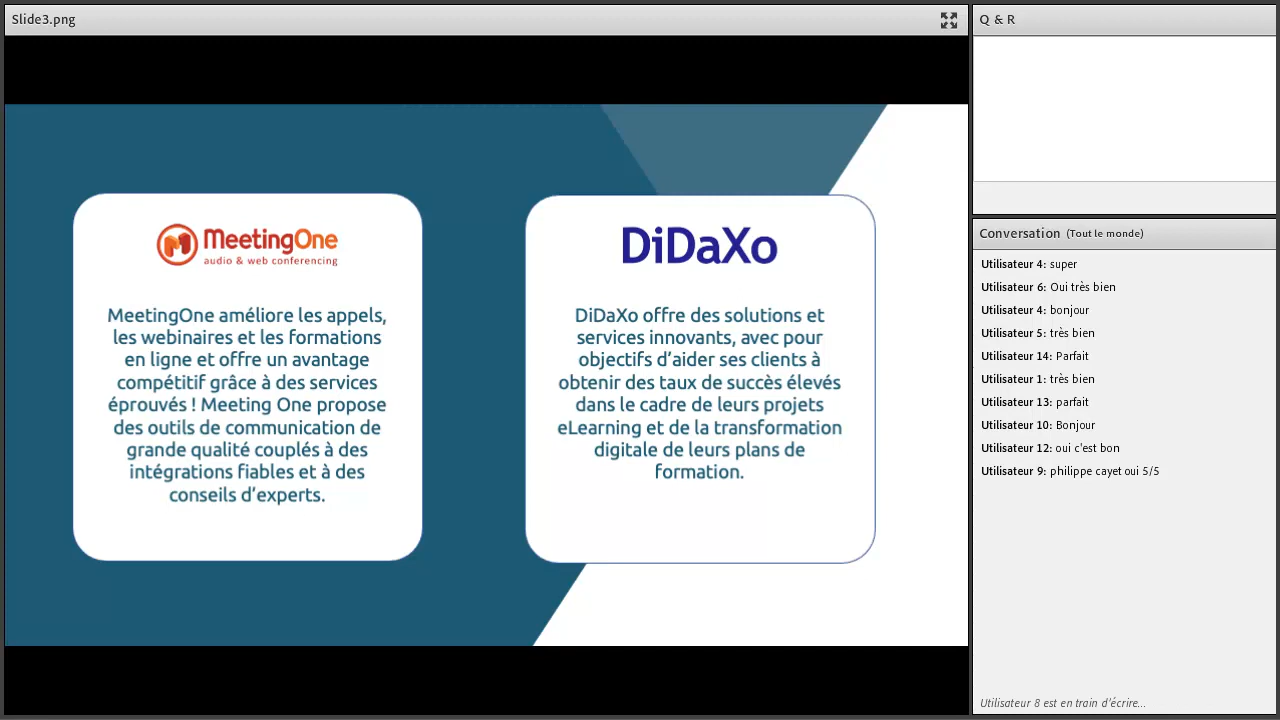 Slide3.png
MeetingOne
audio & web conferencing
MeetingOne améliore les appels,
les webinaires et les formations
en ligne et offre un avantage
compétitif grâce à des services
éprouvés ! Meeting One propose
des outils de communication de
grande qualité couplés à des
intégrations fiables et à des
conseils d'experts.
DiDaXo
DiDaXo offre des solutions et
services innovants, avec pour
objectifs d'aider ses clients à
obtenir des taux de succès élevés
dans le cadre de leurs projets
eLearning et de la transformation
digitale de leurs plans de
formation.
Q & R
Conversation (Tout le monde)
Utilisateur 4: super
Utilisateur 6: Oui très bien
Utilisateur 4: bonjour
Utilisateur 5: très bien
Utilisateur 14: Parfait
Utilisateur 1: très bien
Utilisateur 13: parfait
Utilisateur 10: Bonjour
Utilisateur 12: oui c'est bon
Utilisateur 9: philippe cayet oui 5/5
Utilisateur 8 est en train d'écrire...